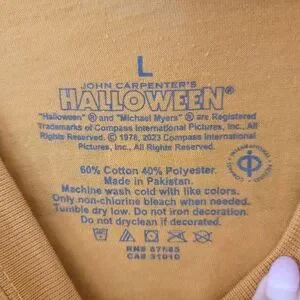 L
JOHN CARPENTER'S
HALLOWEEN®
"Halloween" ® and "Michael Myers" ® are Registered
Trademarks of Compass International Pictures, Inc., All
Rights Reserved. © 1978, 2023 Compass International
Pictures, Inc., All Rights Reserved.
60% Cotton 40% Polyester.
Made in Pakistan.
Machine wash cold with like colors.
Only non-chlorine bleach when needed.
Tumble dry low. Do not iron decoration.
Do not dryclean if decorated.
RN# 67685
CA# 31010